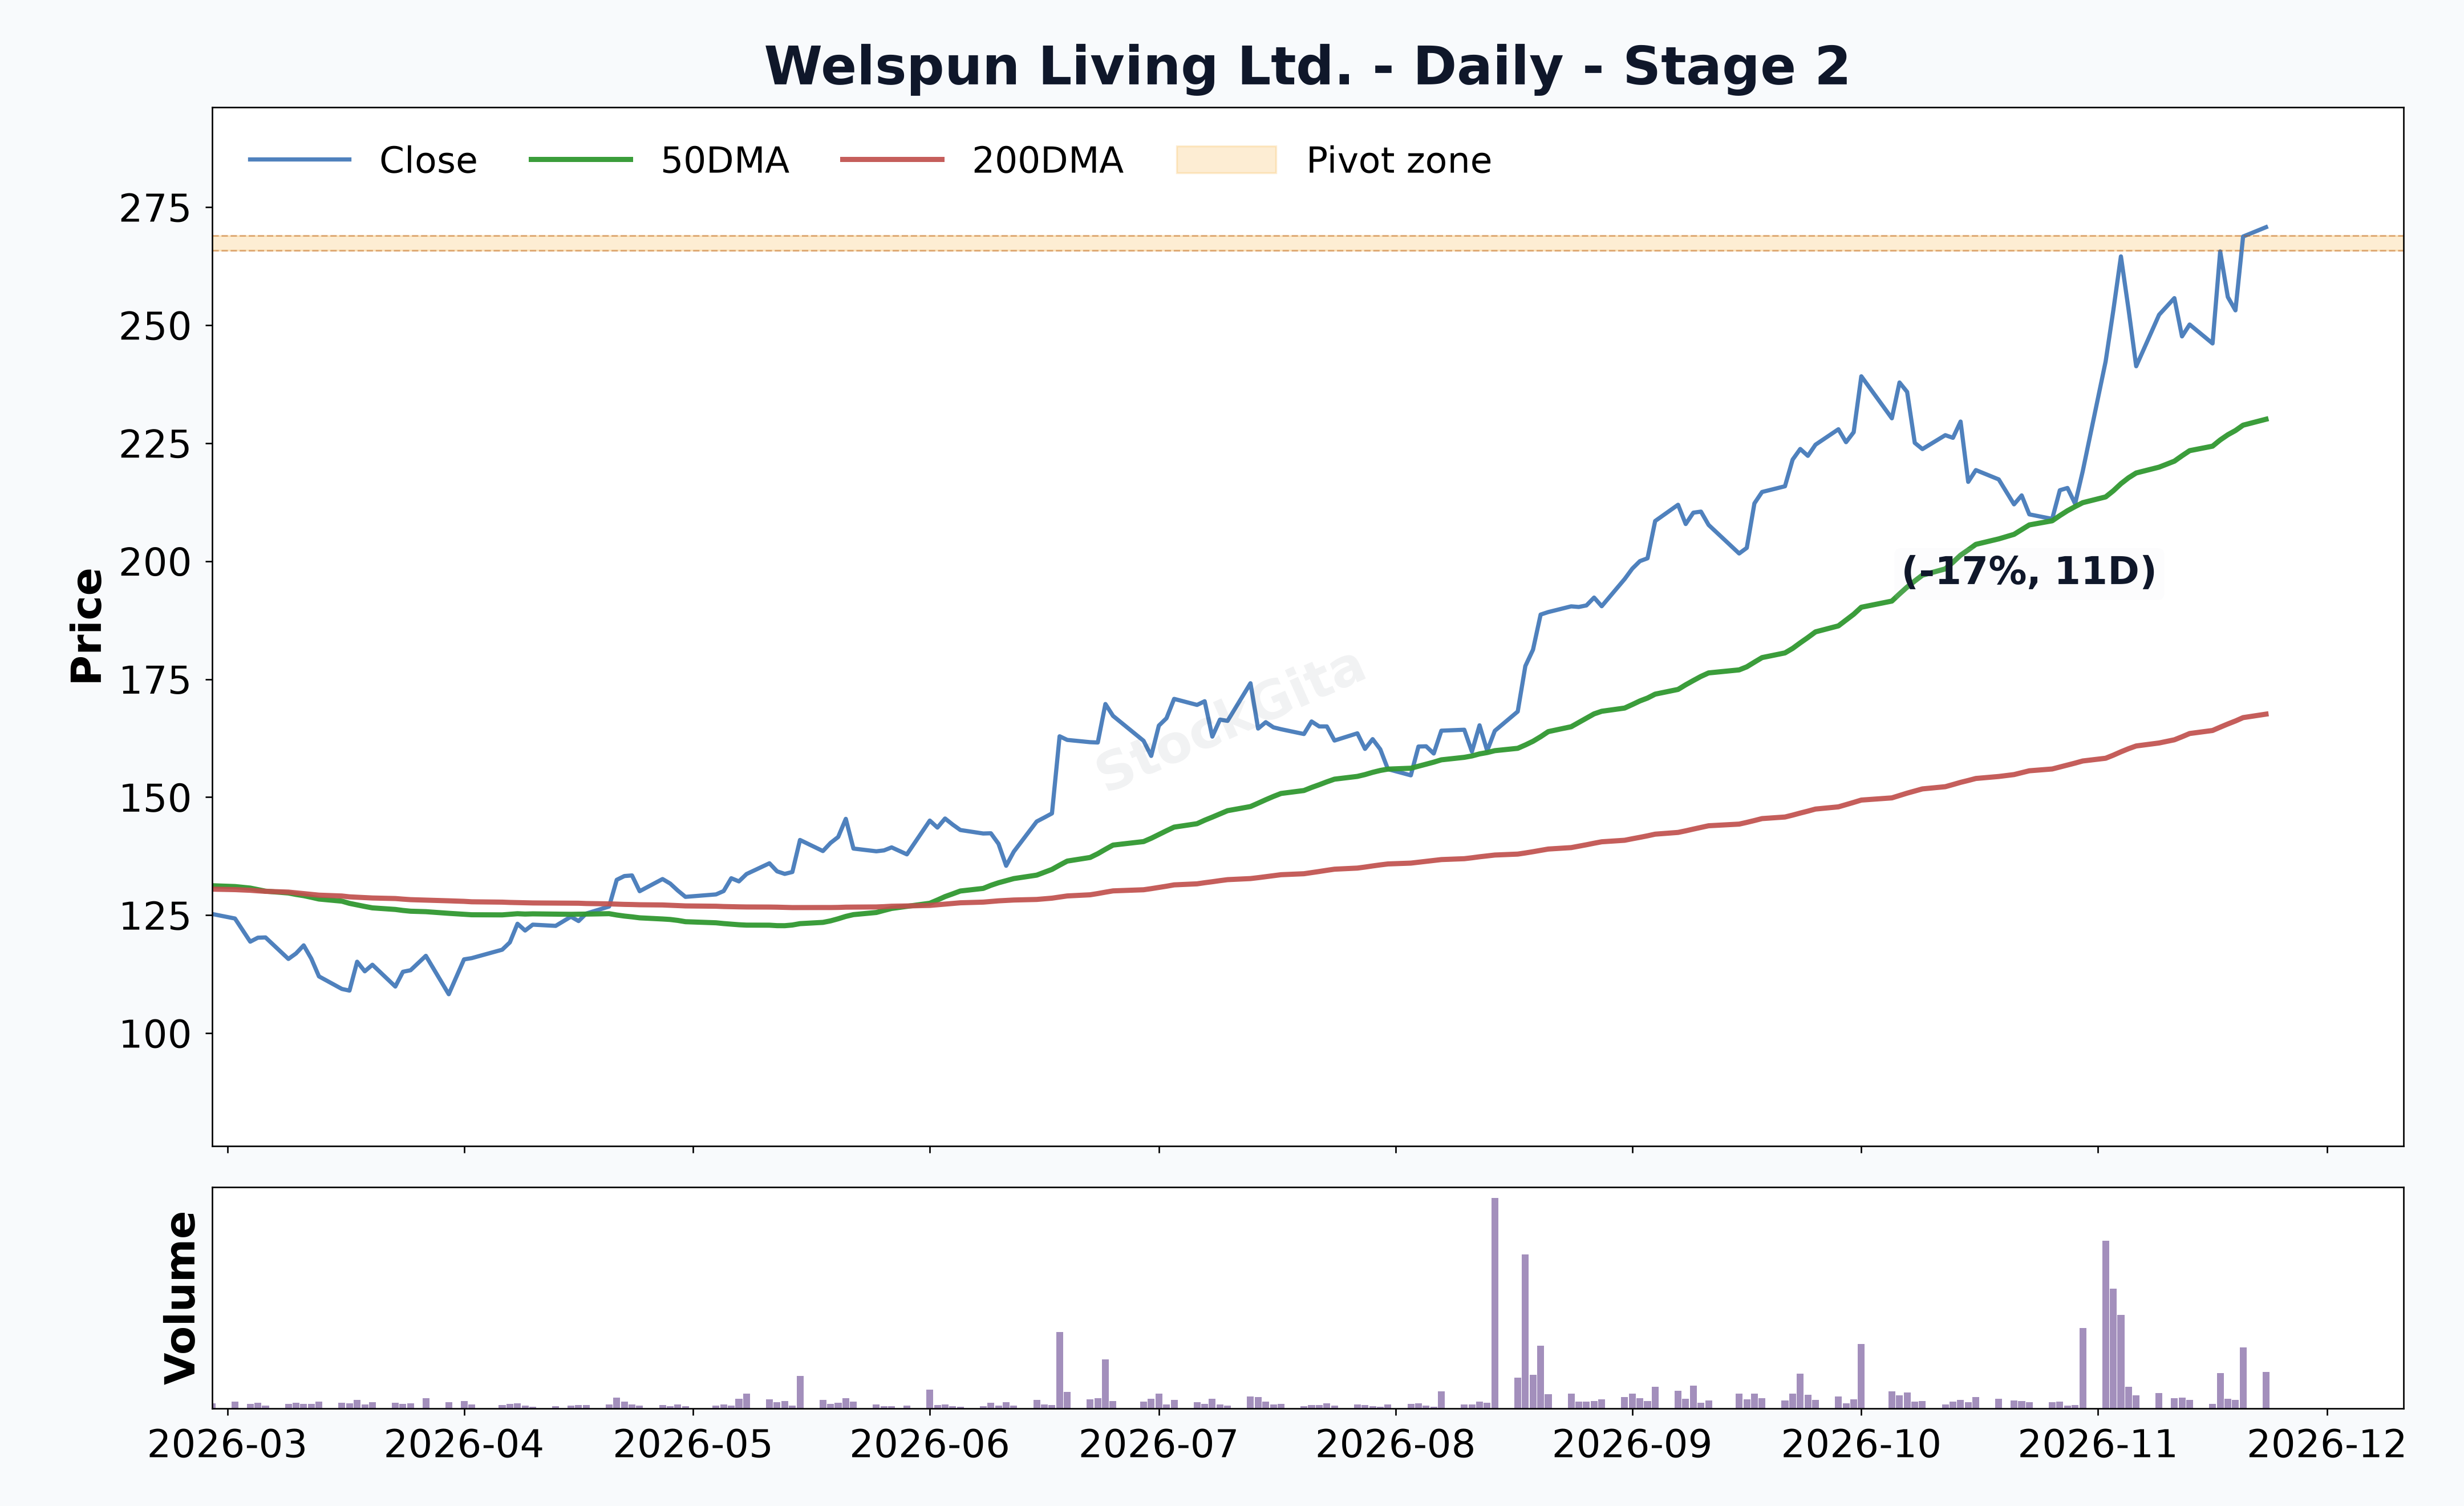 Welspun Living Ltd. - Daily - Stage 2
Close 50DMA 200DMA Pivot zone
Price
275
250
225
200
175
150
125
100
(-17%, 11D)
StockGita
Volume
2026-03 2026-04 2026-05 2026-06 2026-07 2026-08 2026-09 2026-10 2026-11 2026-12